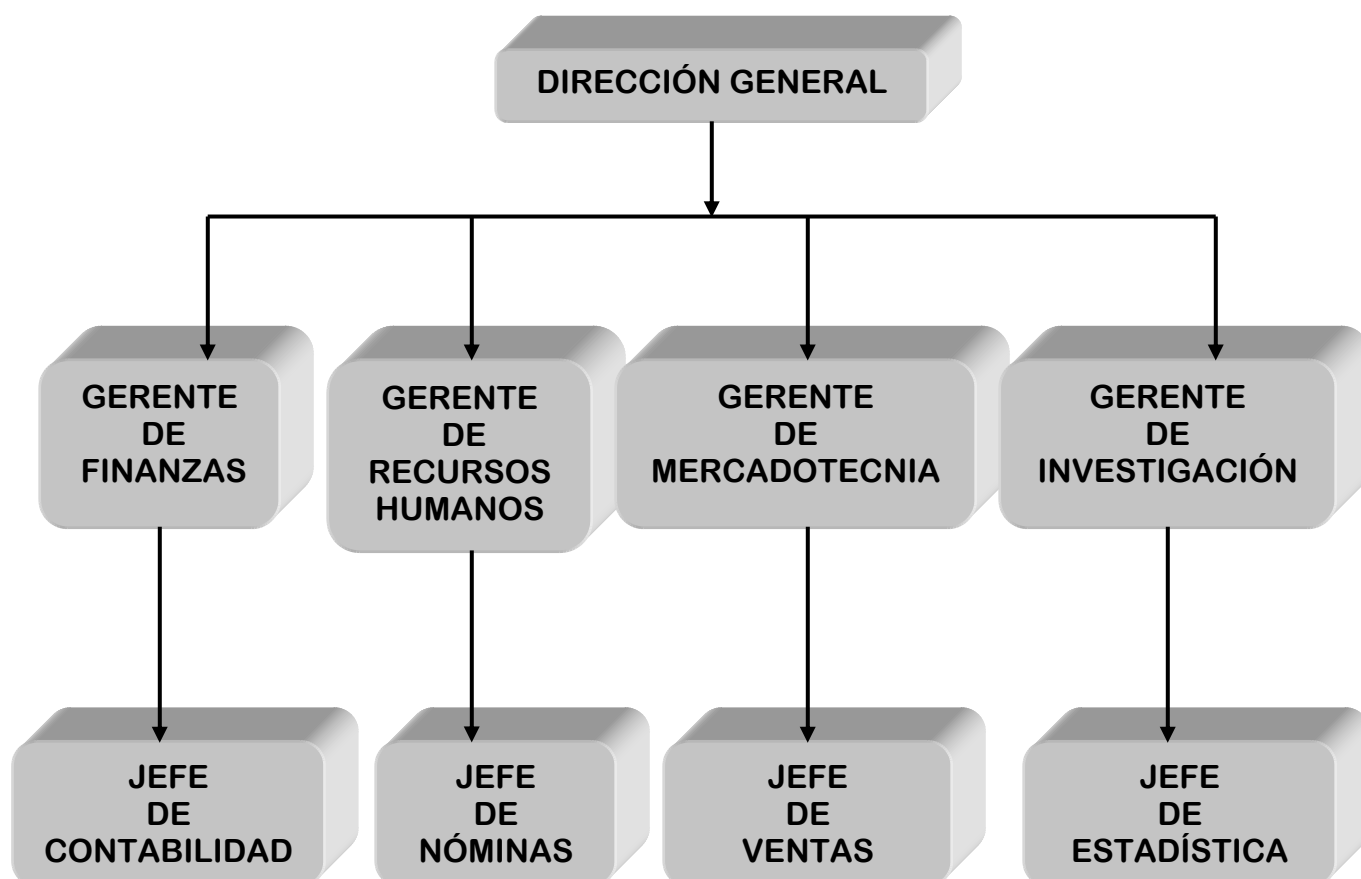 DIRECCIÓN GENERAL
GERENTE
DE
FINANZAS
GERENTE
DE
RECURSOS
HUMANOS
GERENTE
DE
MERCADOTECNIA
GERENTE
DE
INVESTIGACIÓN
JEFE
DE
CONTABILIDAD
JEFE
DE
NÓMINAS
JEFE
DE
VENTAS
JEFE
DE
ESTADÍSTICA